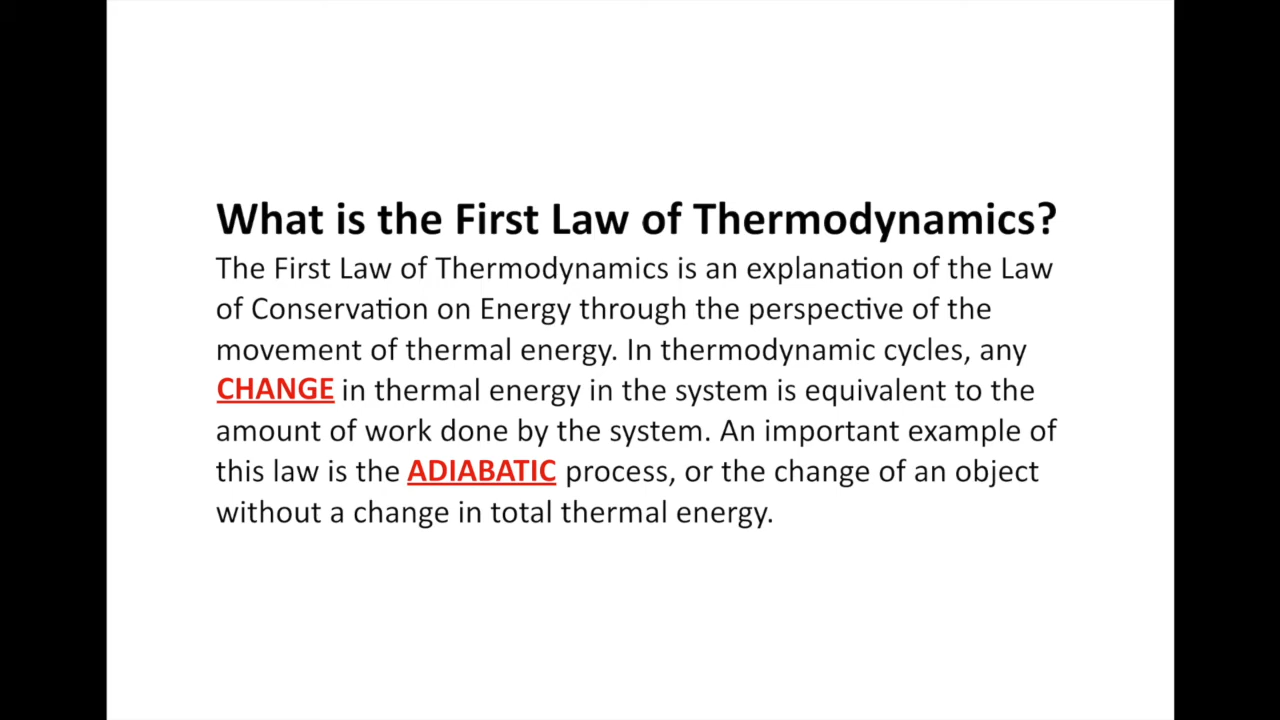 What is the First Law of Thermodynamics?
The First Law of Thermodynamics is an explanation of the Law
of Conservation on Energy through the perspective of the
movement of thermal energy. In thermodynamic cycles, any
CHANGE in thermal energy in the system is equivalent to the
amount of work done by the system. An important example of
this law is the ADIABATIC process, or the change of an object
without a change in total thermal energy.